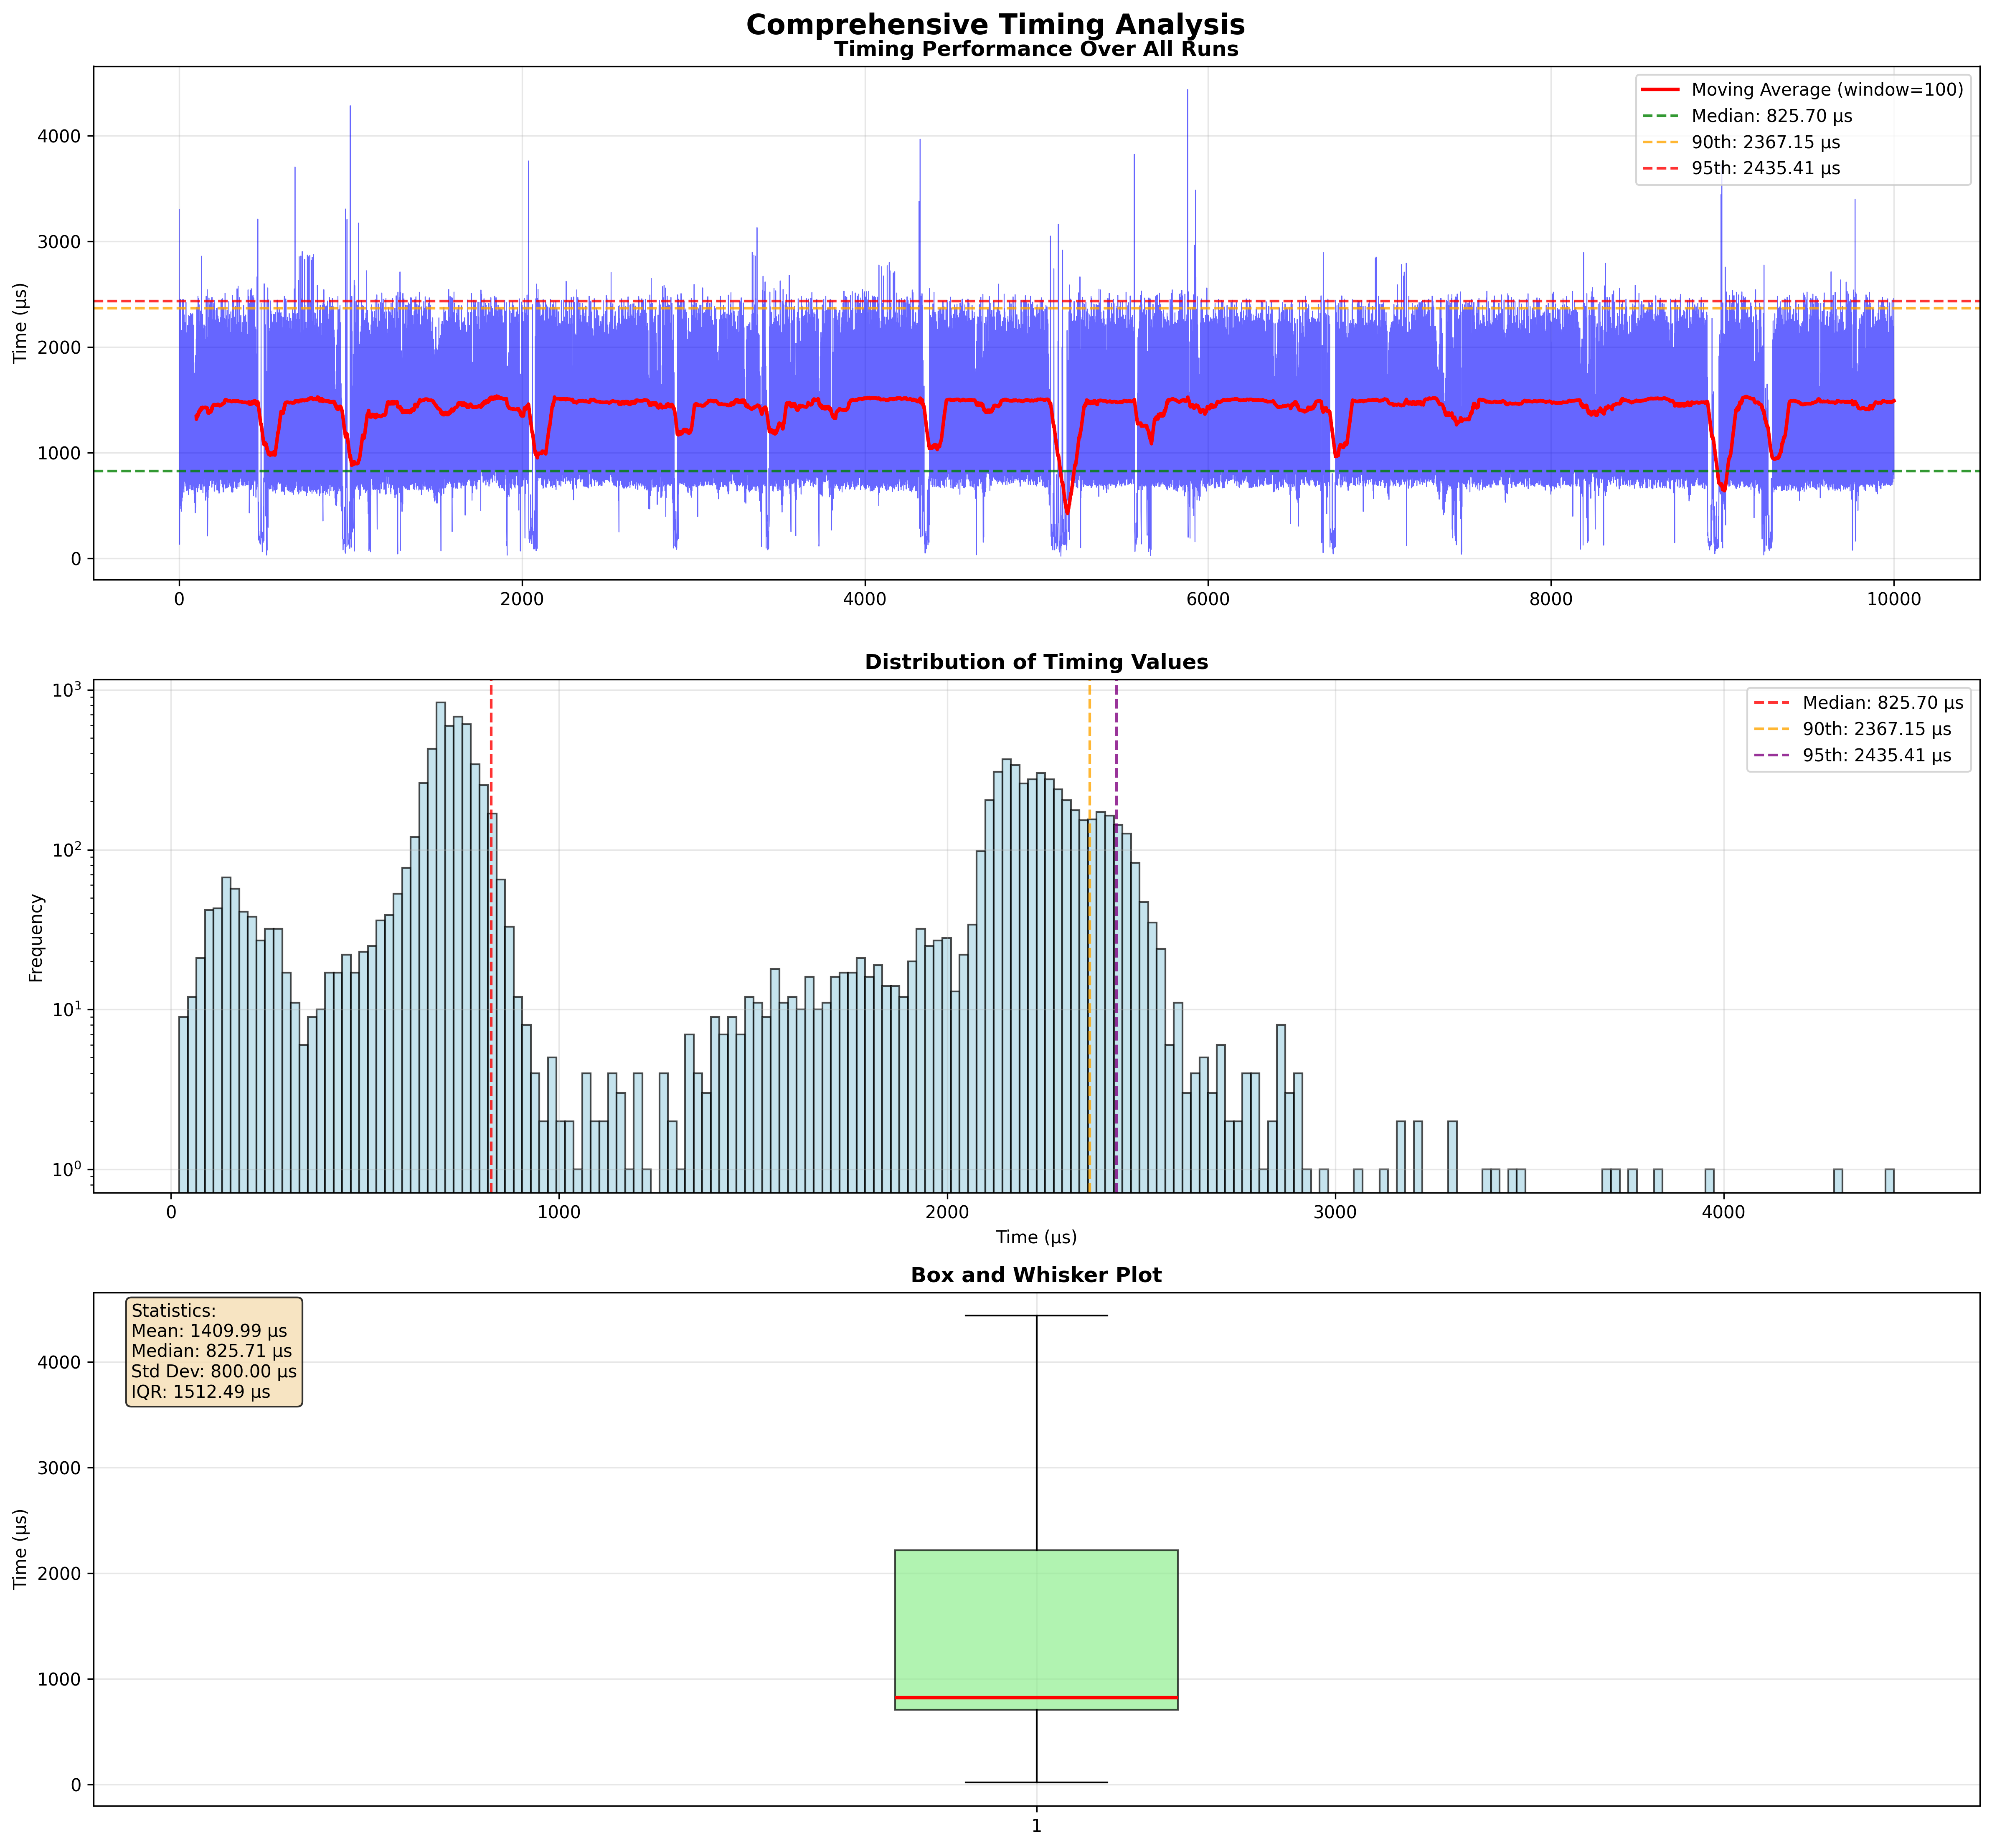 Comprehensive Timing Analysis
Timing Performance Over All Runs
Time (µs)
4000
3000
2000
1000
0
Moving Average (window=100)
Median: 825.70 µs
90th: 2367.15 µs
95th: 2435.41 µs
0 2000 4000 6000 8000 10000
Distribution of Timing Values
Frequency
10³
10²
10¹
10⁰
Median: 825.70 µs
90th: 2367.15 µs
95th: 2435.41 µs
0 1000 2000 3000 4000
Time (µs)
Box and Whisker Plot
Time (µs)
4000
3000
2000
1000
0
Statistics:
Mean: 1409.99 µs
Median: 825.71 µs
Std Dev: 800.00 µs
IQR: 1512.49 µs
1